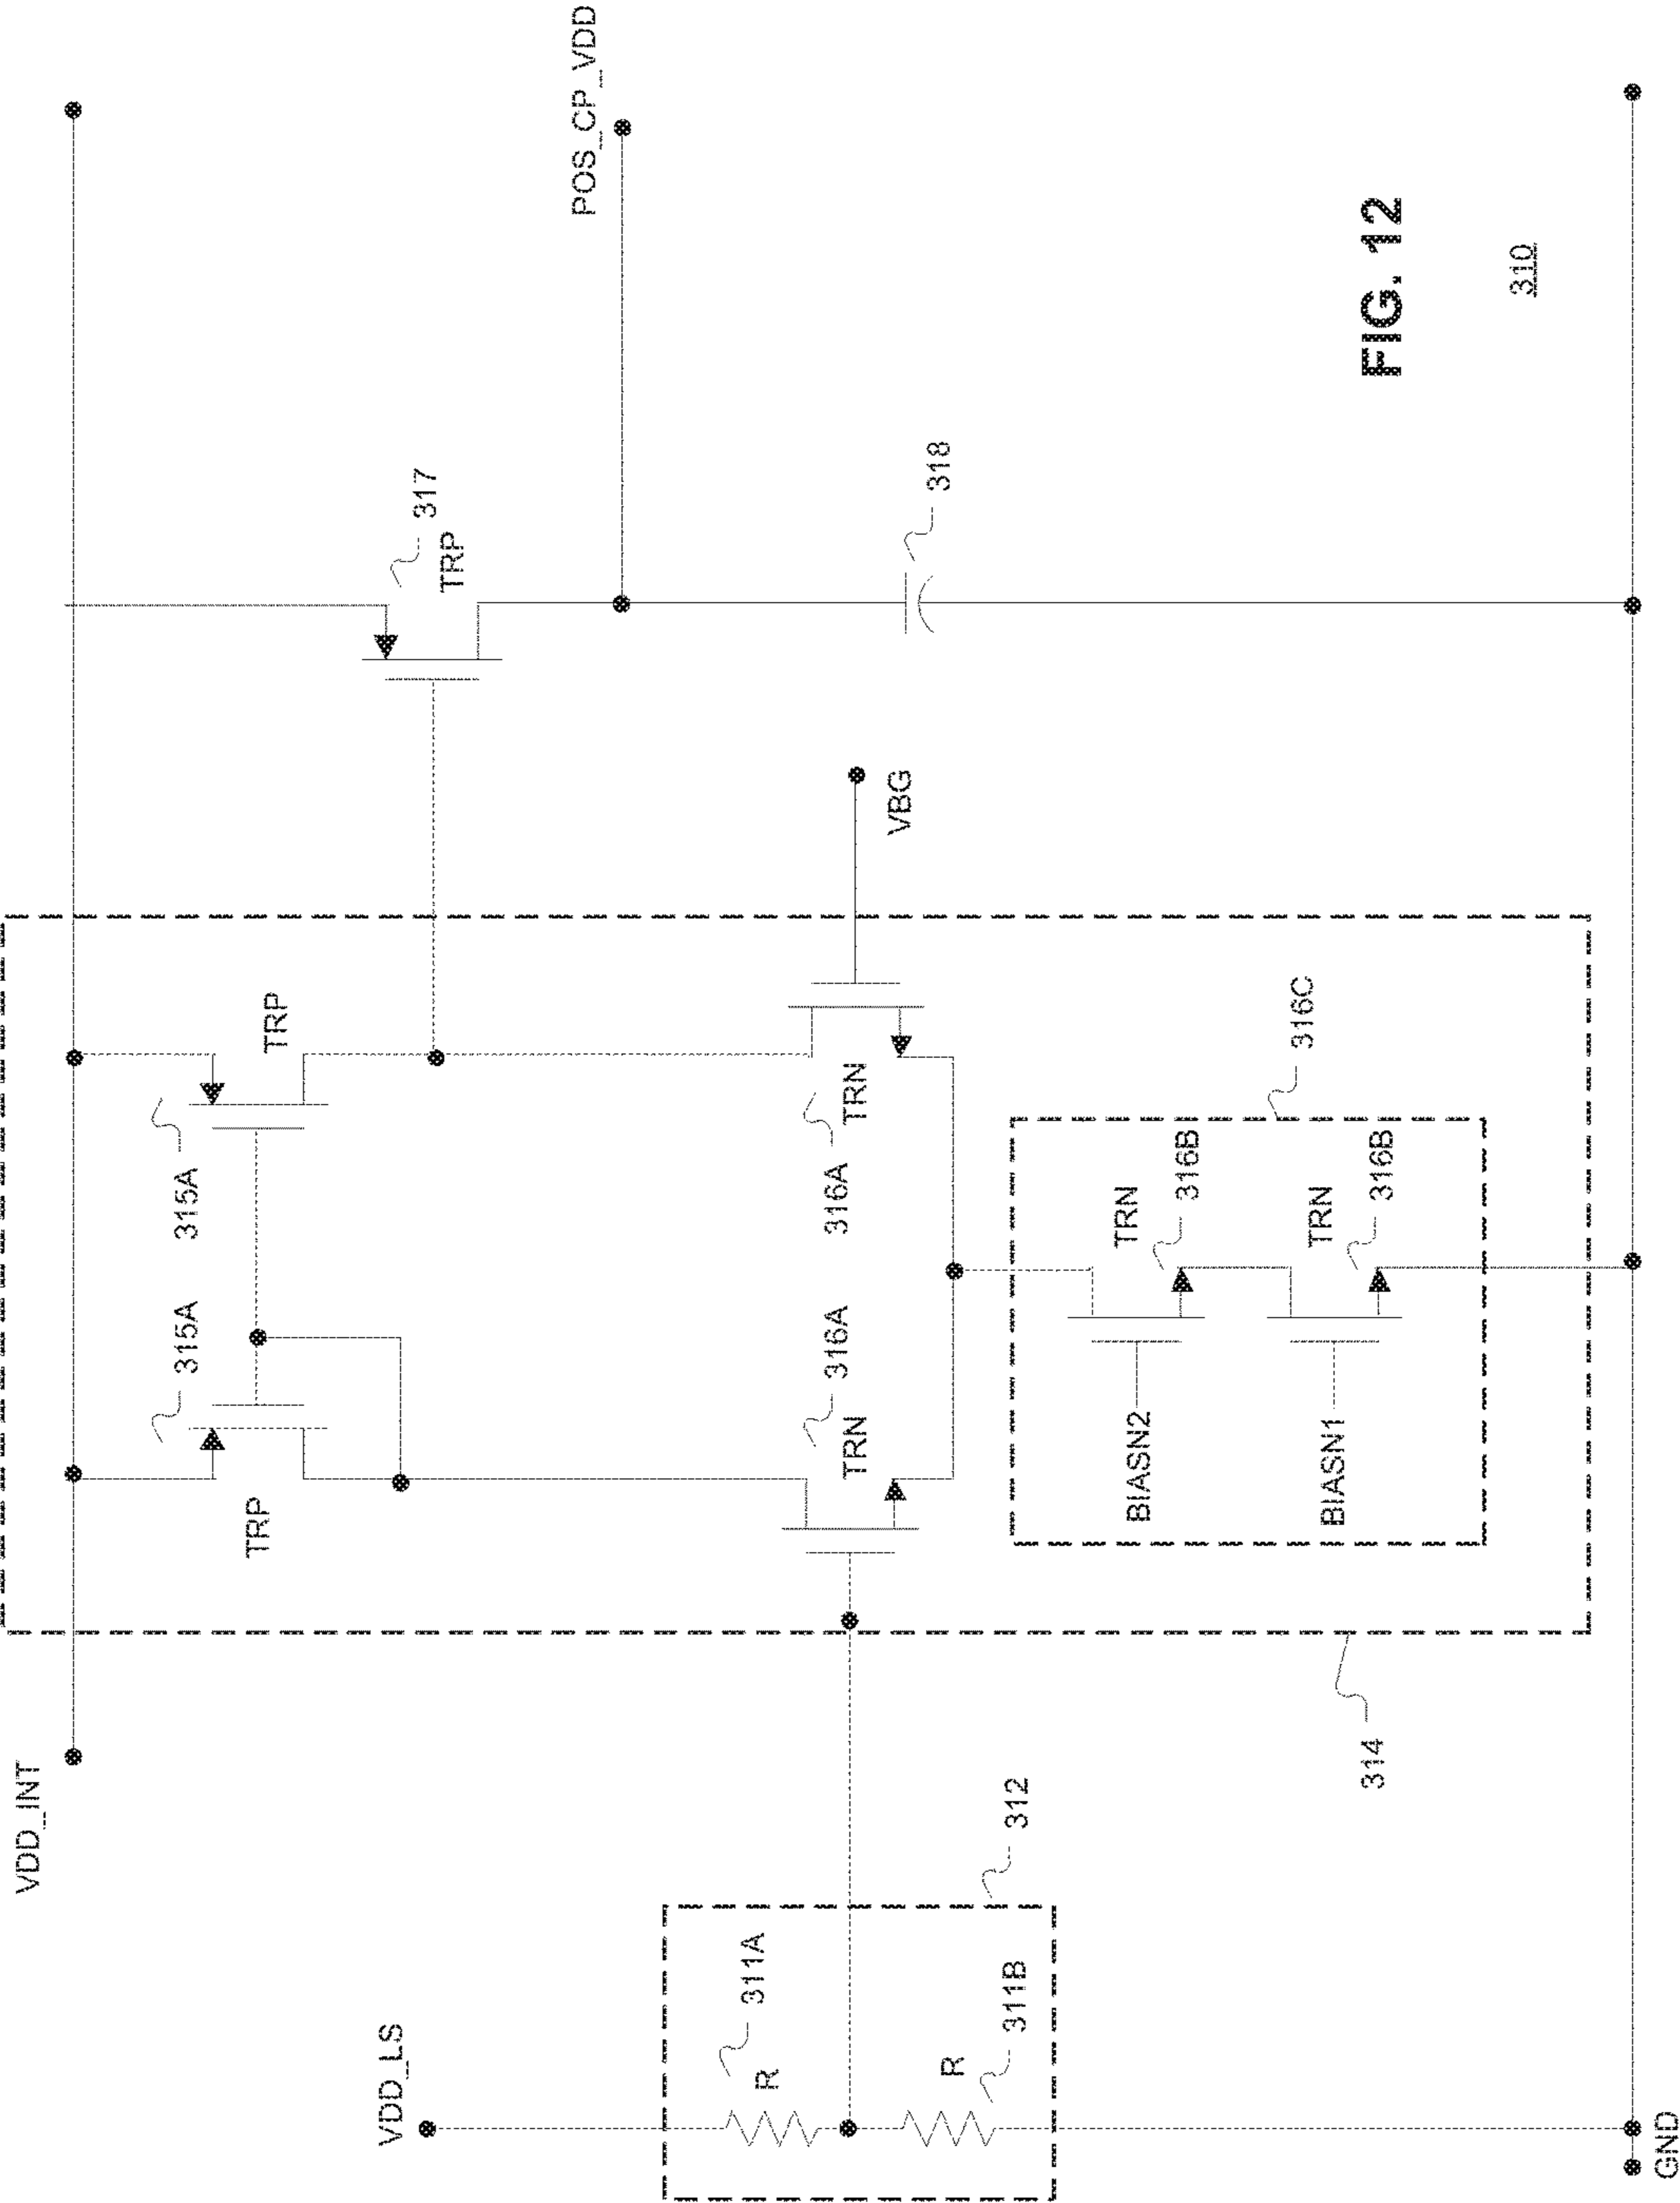 VDD_INT
VDD_LS
R
311A
R
311B
312
GND
314
TRP
315A
315A
TRP
TRN
316A
316A
TRN
BIASN2
TRN
316B
BIASN1
TRN
316B
316C
VBG
317
TRP
318
POS_CP_VDD
FIG. 12
310